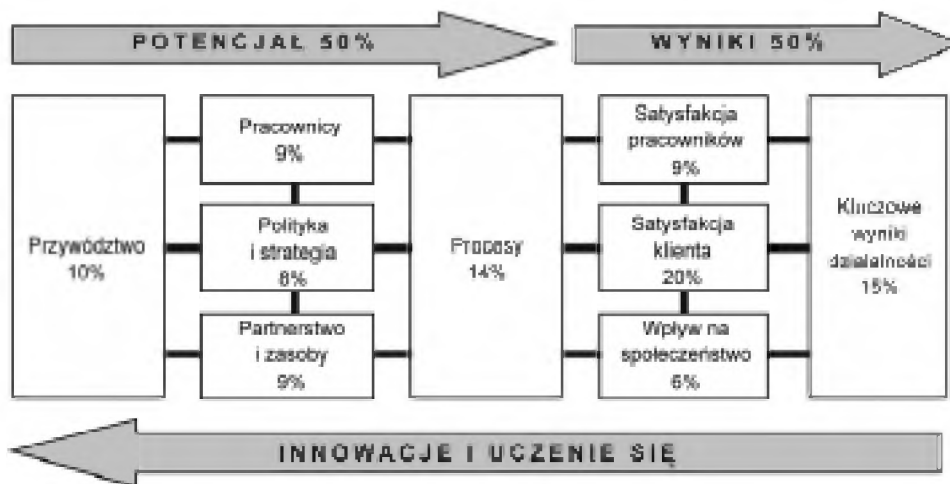 POTENCJAŁ 50%
WYNIKI 50%
Przywództwo
10%
Pracownicy
9%
Polityka
i strategia
8%
Partnerstwo
i zasoby
9%
Procesy
14%
Satysfakcja
pracowników
9%
Satysfakcja
klienta
20%
Wpływ na
społeczeństwo
6%
Kluczowe
wyniki
działalności
15%
INNOWACJE I UCZENIE SIĘ